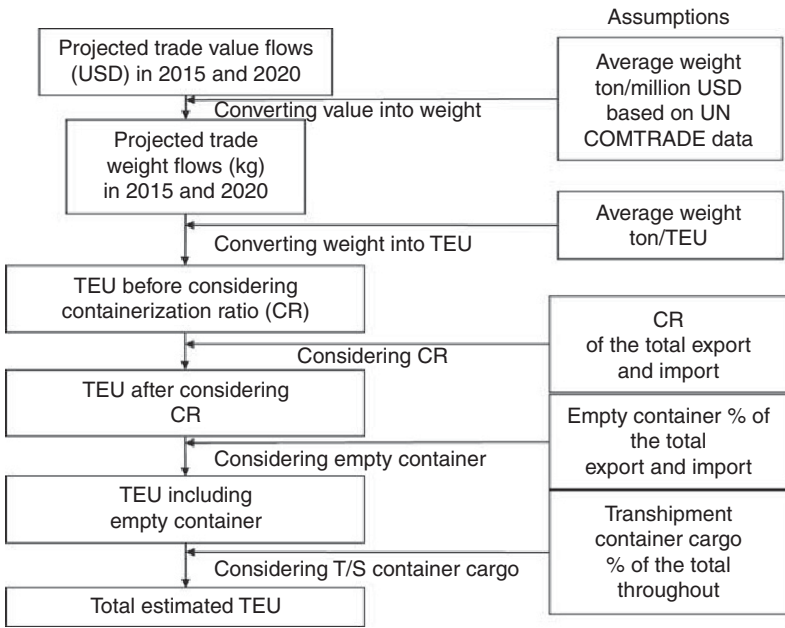 Assumptions
Projected trade value flows
(USD) in 2015 and 2020
Average weight
ton/million USD
based on UN
COMTRADE data
Converting value into weight
Projected trade
weight flows (kg)
in 2015 and 2020
Average weight
ton/TEU
Converting weight into TEU
TEU before considering
containerization ratio (CR)
CR
of the total export
and import
Considering CR
TEU after considering
CR
Empty container % of
the total
export and import
Considering empty container
TEU including
empty container
Transhipment
container cargo
% of the total
throughout
Considering T/S container cargo
Total estimated TEU